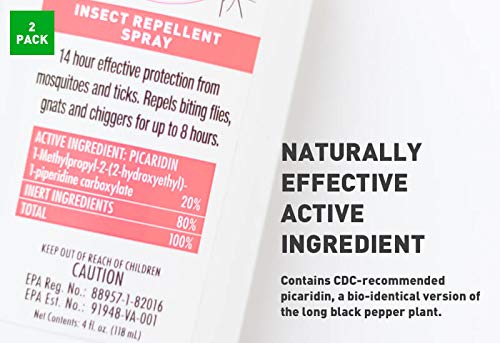 2
PACK
INSECT REPELLENT
SPRAY
14 hour effective protection from
mosquitoes and ticks. Repels biting flies,
gnats and chiggers for up to 8 hours.
ACTIVE INGREDIENT: PICARIDIN
1-Methylpropyl-2-(2-hydroxyethyl)-
1-piperidine carboxylate 20%
INERT INGREDIENTS 80%
TOTAL 100%
KEEP OUT OF REACH OF CHILDREN
CAUTION
EPA Reg. No.: 88957-1-82016
EPA Est. No.: 91948-VA-001
Net Contents: 4 fl. oz. (118 mL)
NATURALLY
EFFECTIVE
ACTIVE
INGREDIENT
Contains CDC-recommended
picaridin, a bio-identical version of
the long black pepper plant.